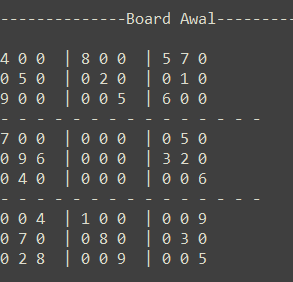 --------------Board Awal---------
4 0 0 | 8 0 0 | 5 7 0
0 5 0 | 0 2 0 | 0 1 0
9 0 0 | 0 0 5 | 6 0 0
- - - - - - - - - - - - - -
7 0 0 | 0 0 0 | 0 5 0
0 9 6 | 0 0 0 | 3 2 0
0 4 0 | 0 0 0 | 0 0 6
- - - - - - - - - - - - - -
0 0 4 | 1 0 0 | 0 0 9
0 7 0 | 0 8 0 | 0 3 0
0 2 8 | 0 0 9 | 0 0 5